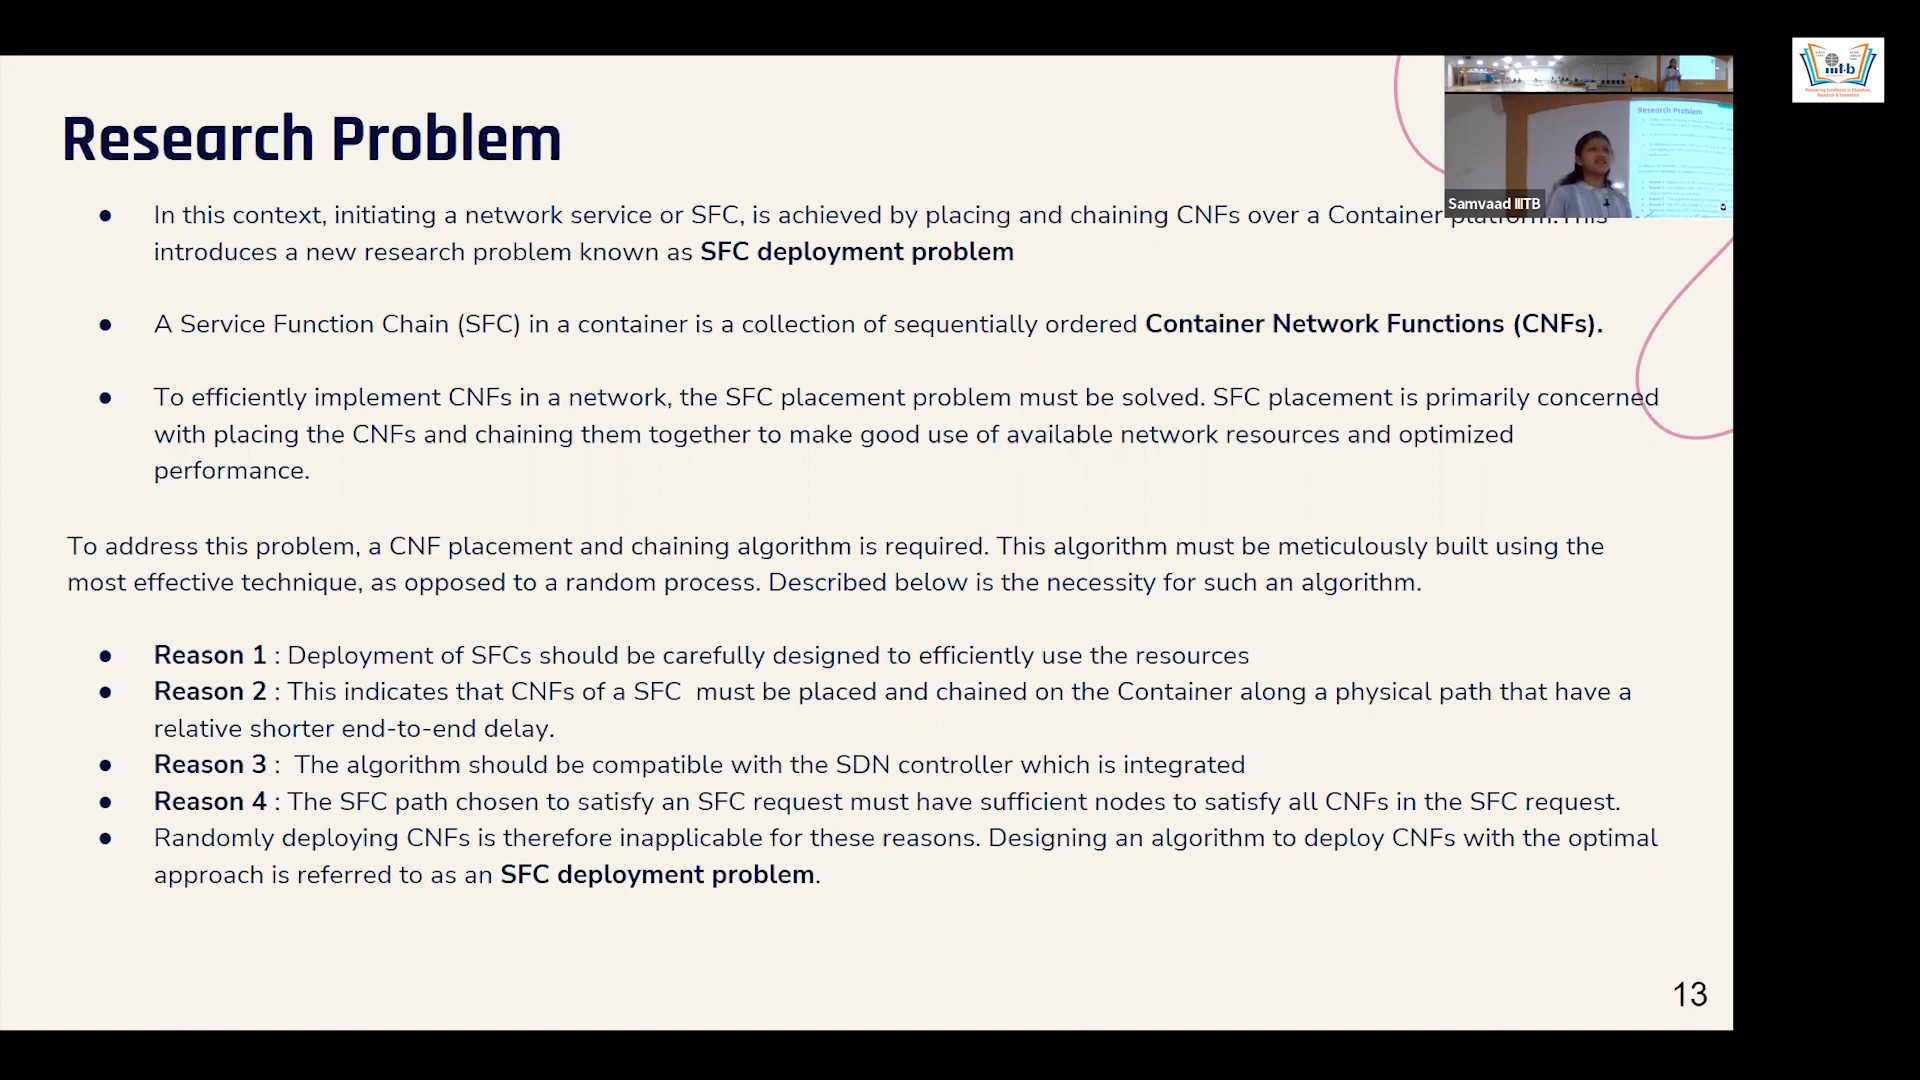 Research Problem
In this context, initiating a network service or SFC, is achieved by placing and chaining CNFs over a Container platform. This
introduces a new research problem known as SFC deployment problem
A Service Function Chain (SFC) in a container is a collection of sequentially ordered Container Network Functions (CNFs).
To efficiently implement CNFs in a network, the SFC placement problem must be solved. SFC placement is primarily concerned
with placing the CNFs and chaining them together to make good use of available network resources and optimized
performance.
To address this problem, a CNF placement and chaining algorithm is required. This algorithm must be meticulously built using the
most effective technique, as opposed to a random process. Described below is the necessity for such an algorithm.
Reason 1 : Deployment of SFCs should be carefully designed to efficiently use the resources
Reason 2 : This indicates that CNFs of a SFC must be placed and chained on the Container along a physical path that have a
relative shorter end-to-end delay.
Reason 3 : The algorithm should be compatible with the SDN controller which is integrated
Reason 4 : The SFC path chosen to satisfy an SFC request must have sufficient nodes to satisfy all CNFs in the SFC request.
Randomly deploying CNFs is therefore inapplicable for these reasons. Designing an algorithm to deploy CNFs with the optimal
approach is referred to as an SFC deployment problem.
13
Research Problem
Samvaad IIITB
iiit-b
Pioneering Excellence in Education,
Research & Innovation